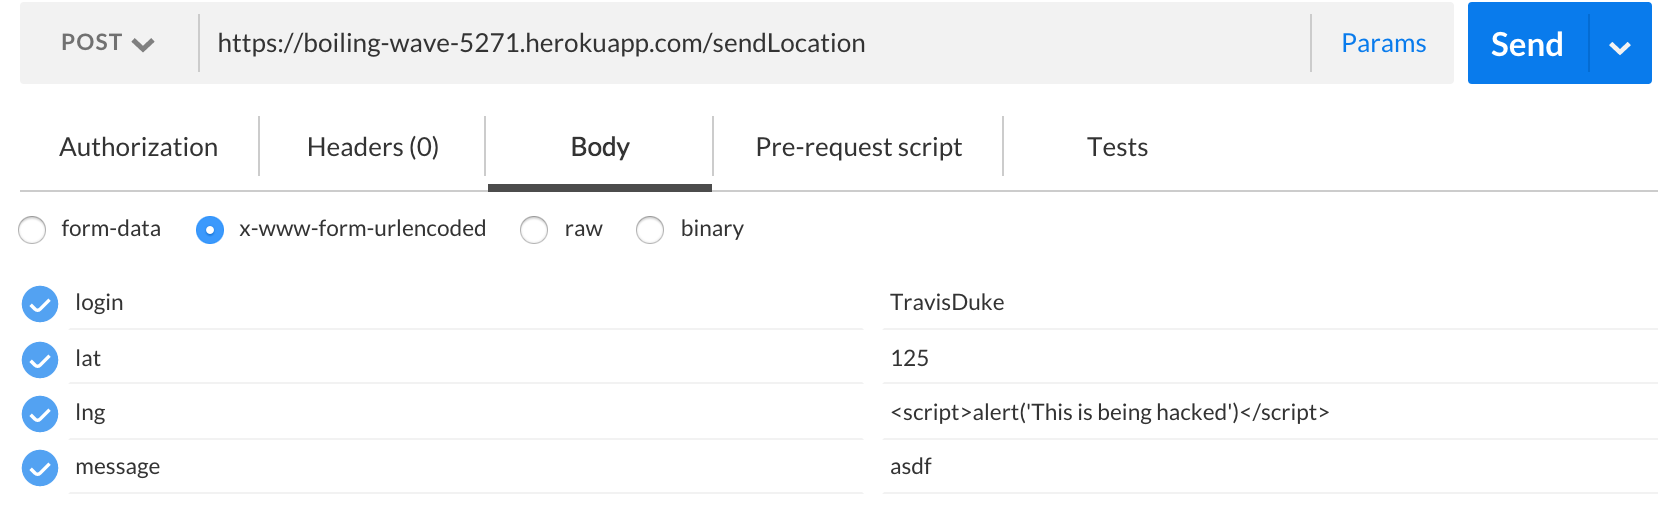 POST https://boiling-wave-5271.herokuapp.com/sendLocation Params Send
Authorization Headers (0) Body Pre-request script Tests
form-data x-www-form-urlencoded raw binary
login TravisDuke
lat 125
lng <script>alert('This is being hacked')</script>
message asdf